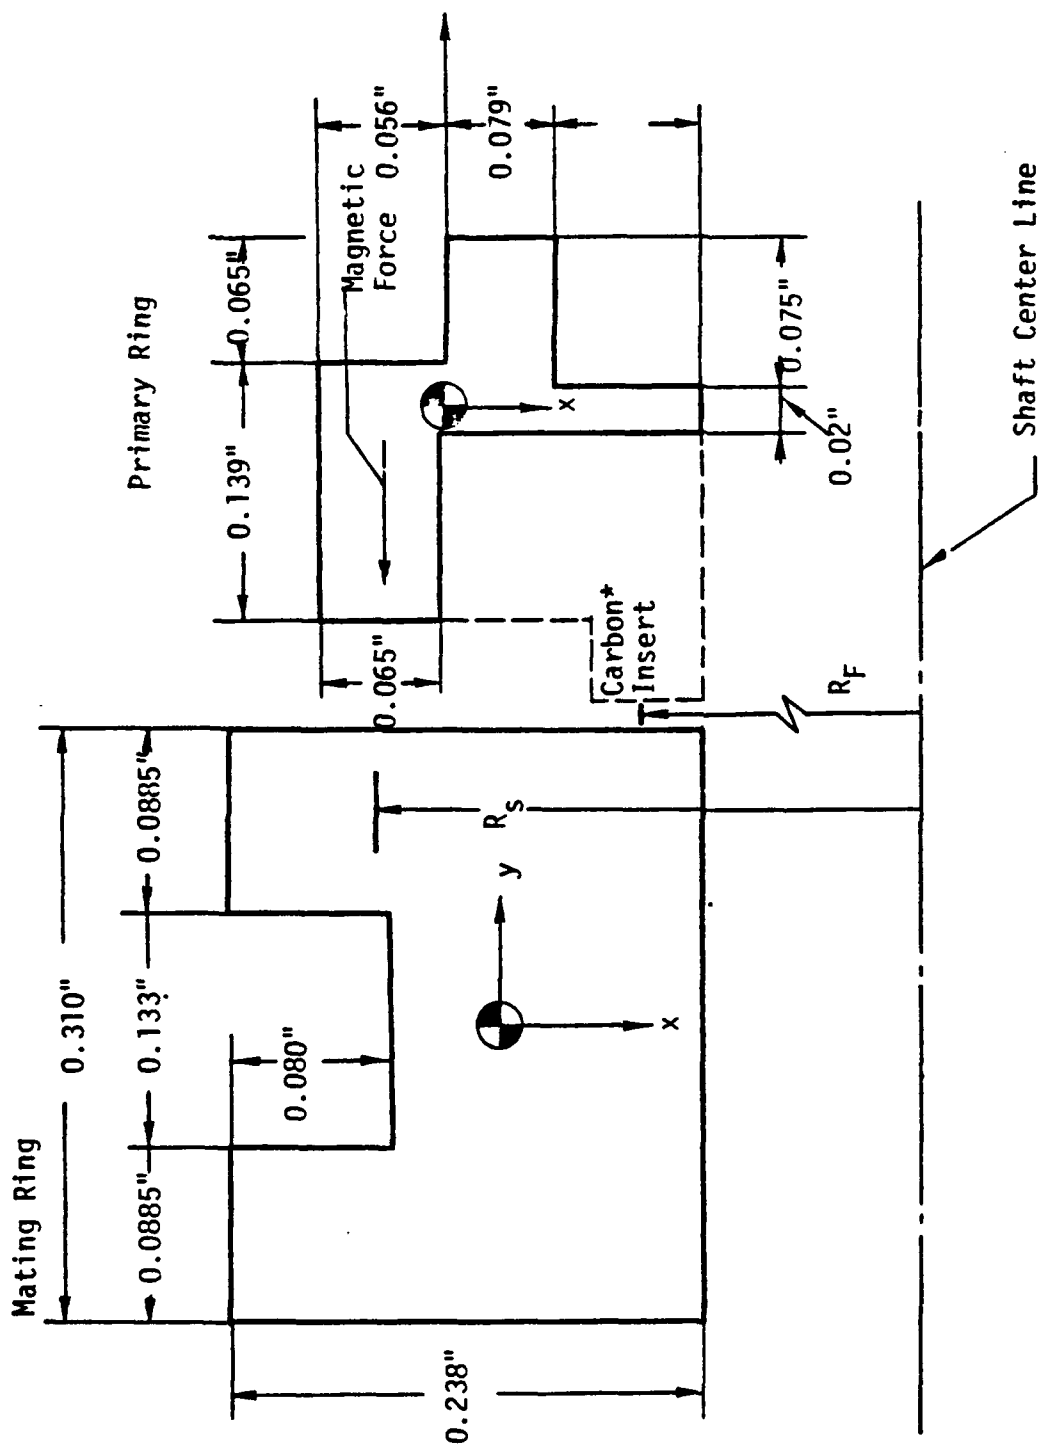 Mating Ring
0.310"
0.0885"
0.133"
0.0885"
0.080"
0.238"
y
x
R_S
R_F
Primary Ring
0.139"
0.065"
Magnetic
Force
0.056"
0.079"
0.065"
x
Carbon*
Insert
0.02"
0.075"
Shaft Center Line